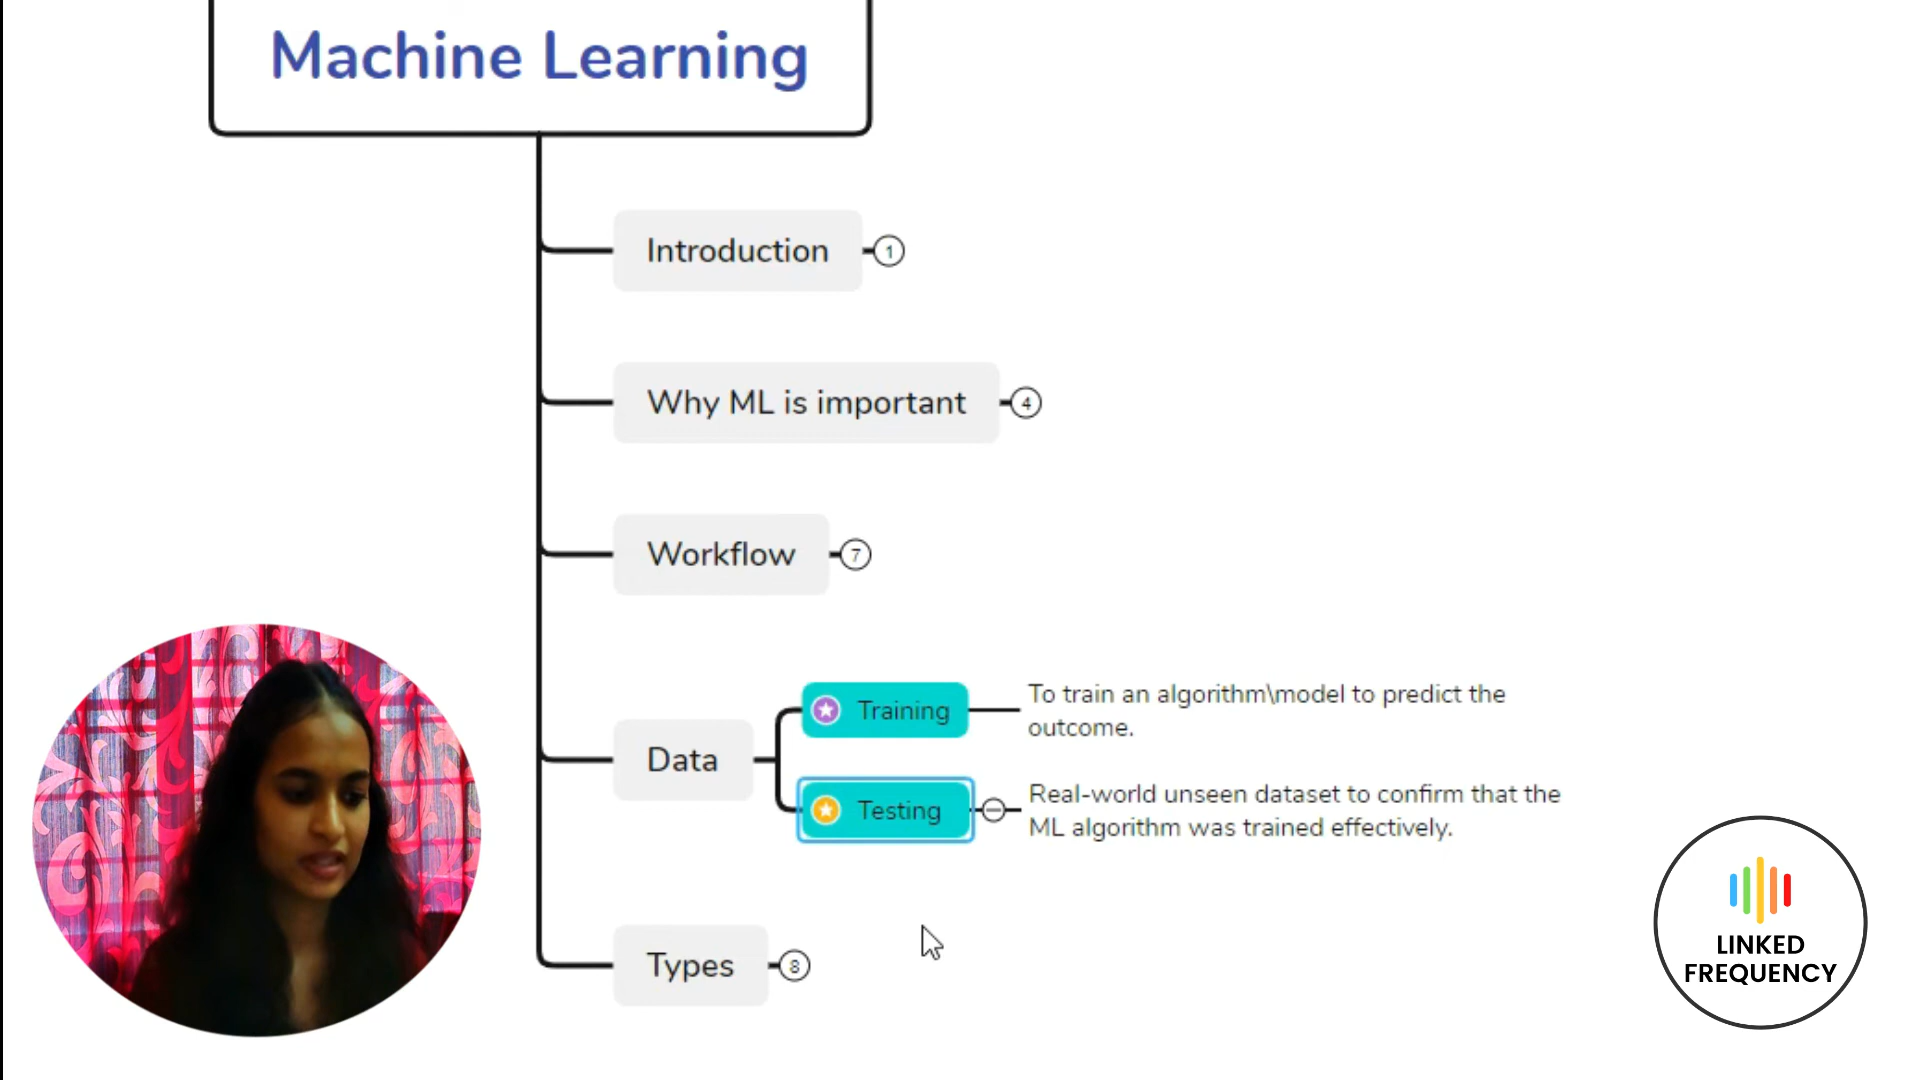 Machine Learning
Introduction
1
Why ML is important
4
Workflow
7
Data
Training
To train an algorithm\model to predict the
outcome.
Testing
Real-world unseen dataset to confirm that the
ML algorithm was trained effectively.
Types
8
LINKED
FREQUENCY